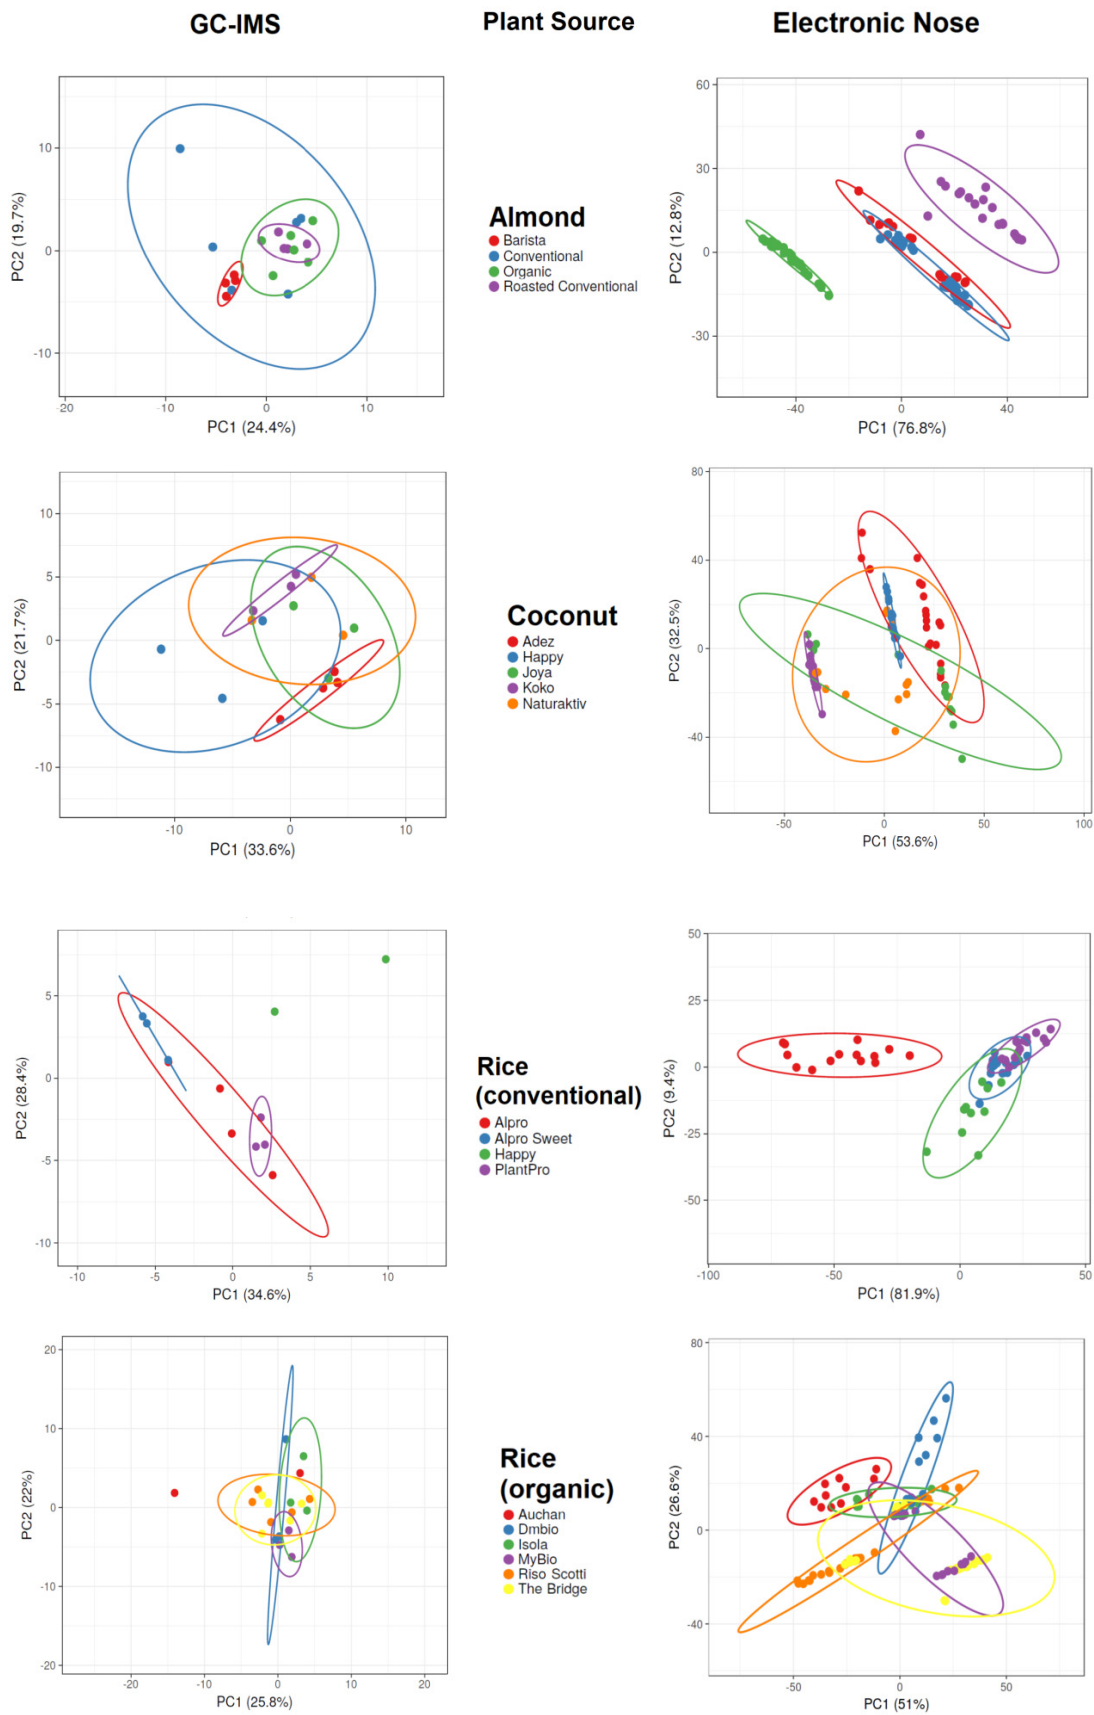 GC-IMS
Plant Source
Electronic Nose
10
0
-10
-20
-10
0
10
PC2 (19.7%)
PC1 (24.4%)
Almond
Barista
Conventional
Organic
Roasted Conventional
60
30
0
-30
-40
0
40
PC2 (12.8%)
PC1 (76.8%)
10
5
0
-5
-10
-10
0
10
PC2 (21.7%)
PC1 (33.6%)
Coconut
Adez
Happy
Joya
Koko
Naturaktiv
80
40
0
-40
-50
0
50
100
PC2 (32.5%)
PC1 (53.6%)
5
0
-5
-10
-10
-5
0
5
10
PC2 (28.4%)
PC1 (34.6%)
Rice
(conventional)
Alpro
Alpro Sweet
Happy
PlantPro
50
25
0
-25
-50
-100
-50
0
50
PC2 (9.4%)
PC1 (81.9%)
20
10
0
-10
-20
-20
-10
0
10
20
PC2 (22%)
PC1 (25.8%)
Rice
(organic)
Auchan
Dmbio
Isola
MyBio
Riso Scotti
The Bridge
80
40
0
-40
-50
0
50
PC2 (26.6%)
PC1 (51%)